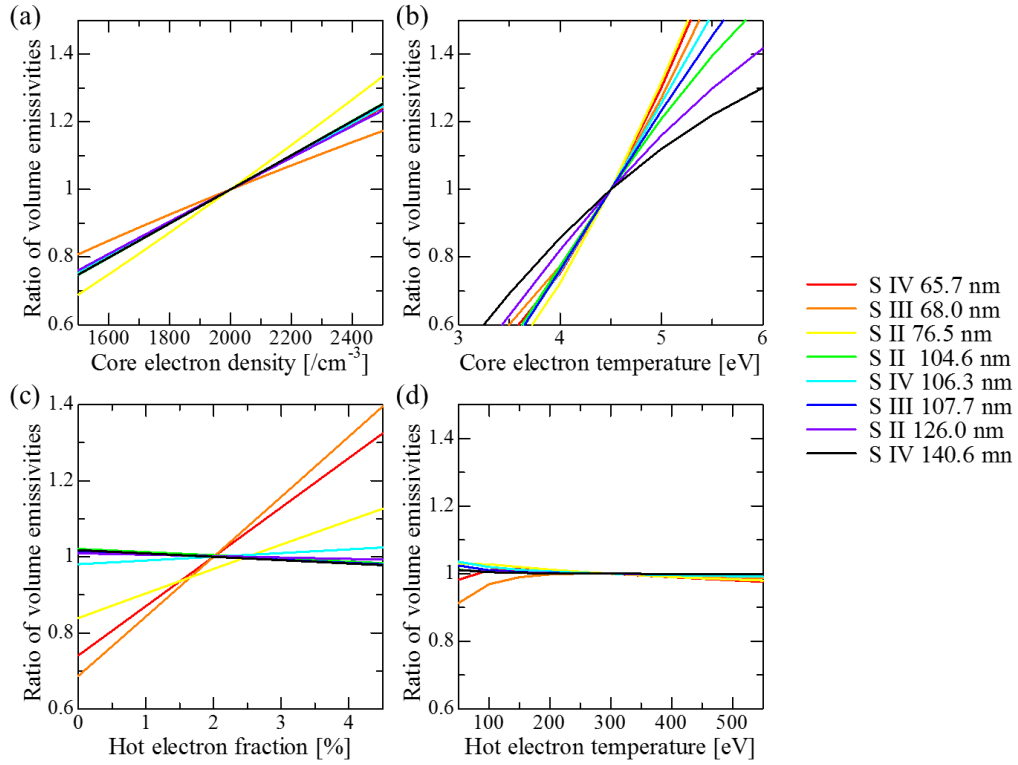 (a)
Ratio of volume emissivities
1.4
1.2
1
0.8
0.6
1600 1800 2000 2200 2400
Core electron density [/cm-3]
(b)
Ratio of volume emissivities
1.4
1.2
1
0.8
0.6
3 4 5 6
Core electron temperature [eV]
S IV 65.7 nm
S III 68.0 nm
S II 76.5 nm
S II 104.6 nm
S IV 106.3 nm
S III 107.7 nm
S II 126.0 nm
S IV 140.6 mn
(c)
Ratio of volume emissivities
1.4
1.2
1
0.8
0.6
0 1 2 3 4
Hot electron fraction [%]
(d)
Ratio of volume emissivities
1.4
1.2
1
0.8
0.6
100 200 300 400 500
Hot electron temperature [eV]